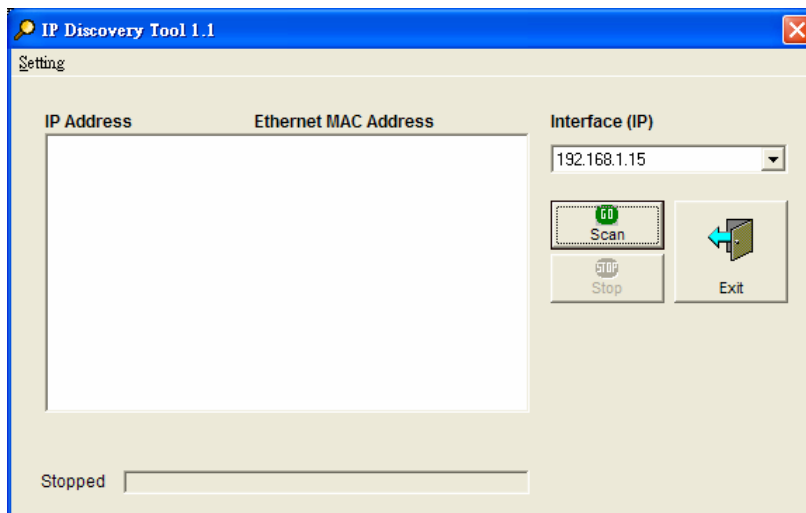 IP Discovery Tool 1.1
Setting
IP Address Ethernet MAC Address Interface (IP)
192.168.1.15
GO
Scan
STOP
Stop
Exit
Stopped